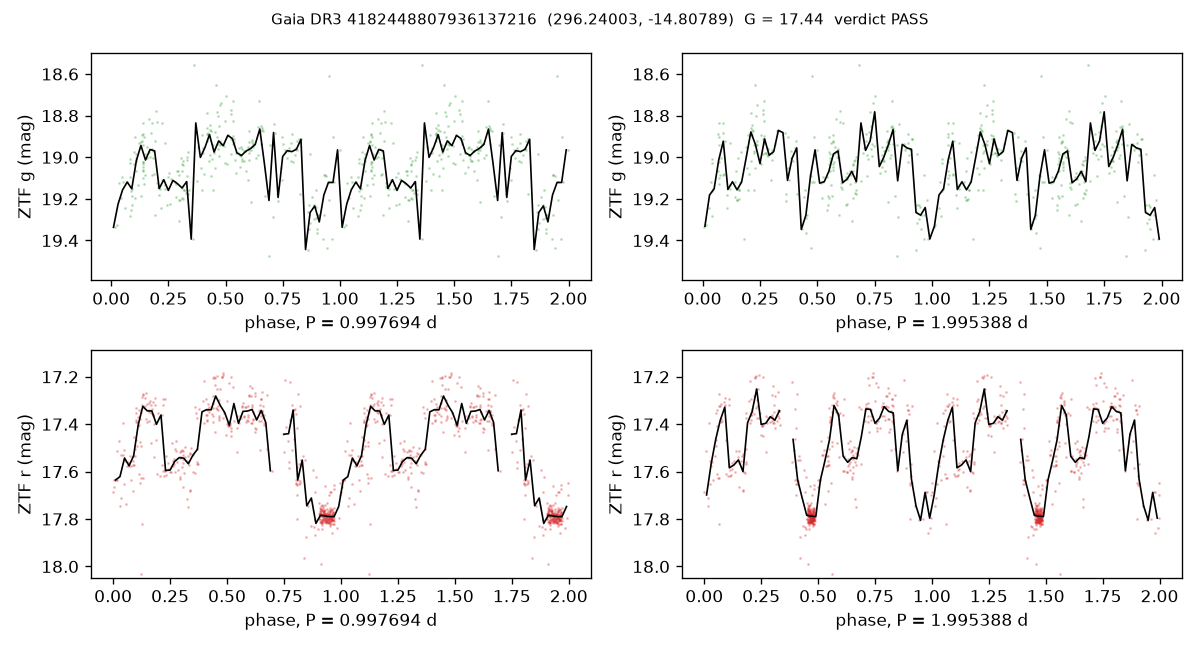 Gaia DR3 4182448807936137216  (296.24003, -14.80789)  G = 17.44  verdict PASS
ZTF g (mag)
18.6
18.8
19.0
19.2
19.4
0.00 0.25 0.50 0.75 1.00 1.25 1.50 1.75 2.00
phase, P = 0.997694 d
ZTF g (mag)
18.6
18.8
19.0
19.2
19.4
0.00 0.25 0.50 0.75 1.00 1.25 1.50 1.75 2.00
phase, P = 1.995388 d
ZTF r (mag)
17.2
17.4
17.6
17.8
18.0
0.00 0.25 0.50 0.75 1.00 1.25 1.50 1.75 2.00
phase, P = 0.997694 d
ZTF r (mag)
17.2
17.4
17.6
17.8
18.0
0.00 0.25 0.50 0.75 1.00 1.25 1.50 1.75 2.00
phase, P = 1.995388 d